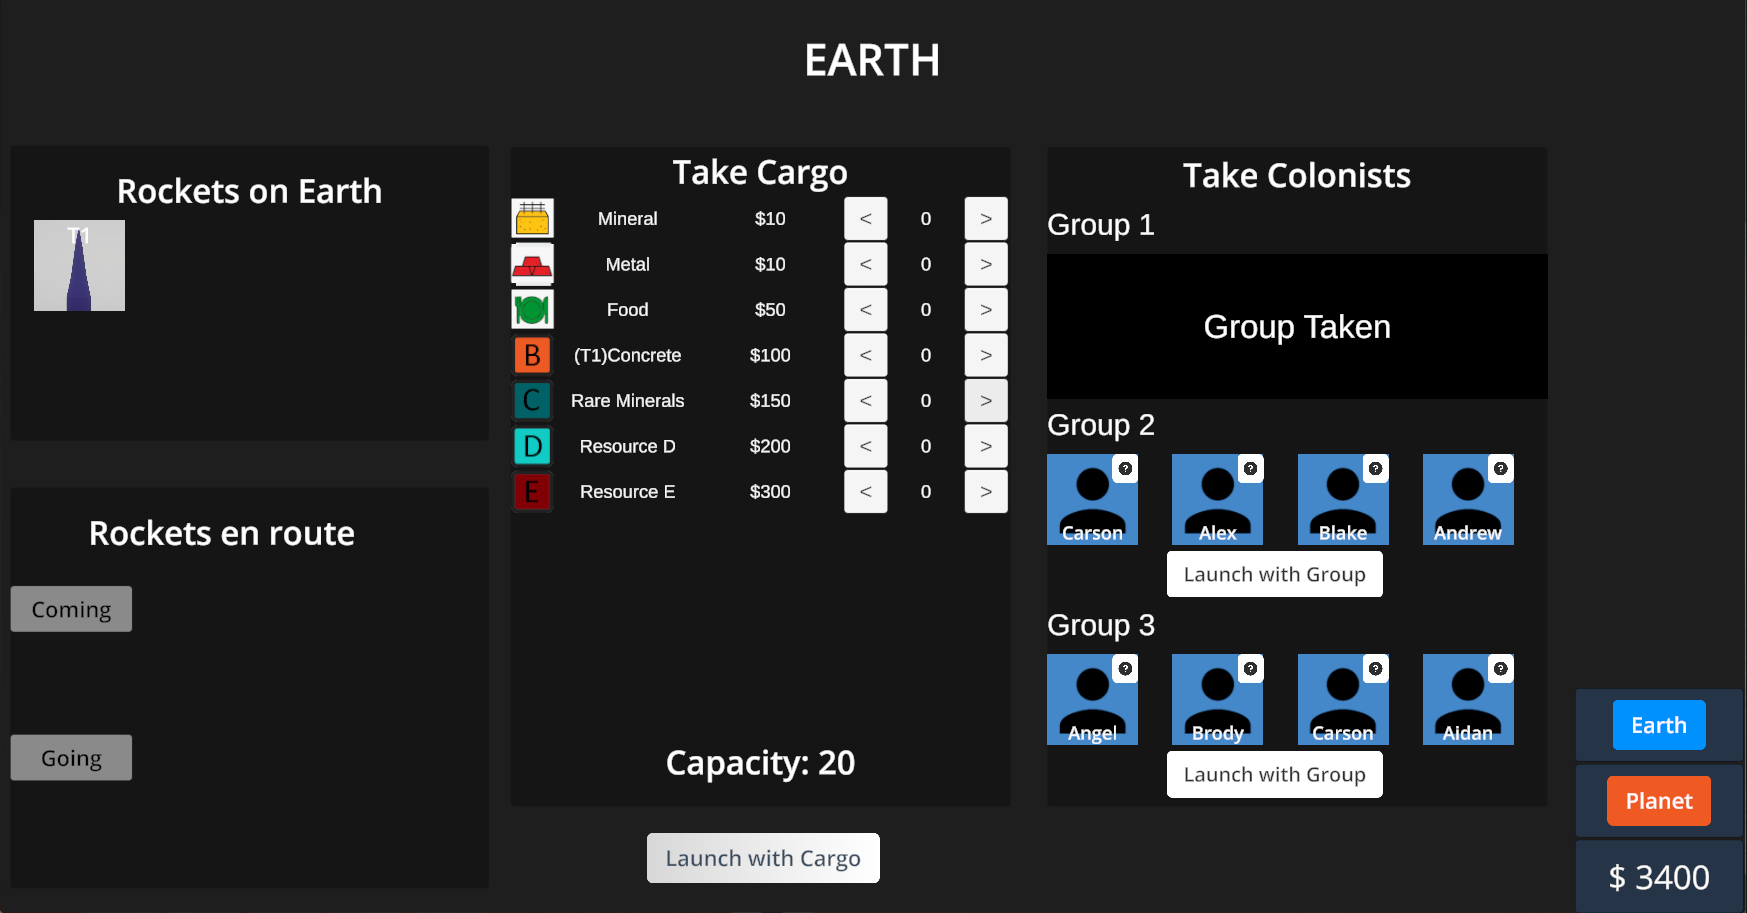 EARTH
Rockets on Earth
T1
Rockets en route
Coming
Going
Take Cargo
Mineral $10 < 0 >
Metal $10 < 0 >
Food $50 < 0 >
B (T1)Concrete $100 < 0 >
C Rare Minerals $150 < 0 >
D Resource D $200 < 0 >
E Resource E $300 < 0 >
Capacity: 20
Launch with Cargo
Take Colonists
Group 1
Group Taken
Group 2
? ? ? ?
Carson Alex Blake Andrew
Launch with Group
Group 3
? ? ? ?
Angel Brody Carson Aidan
Launch with Group
Earth
Planet
$ 3400